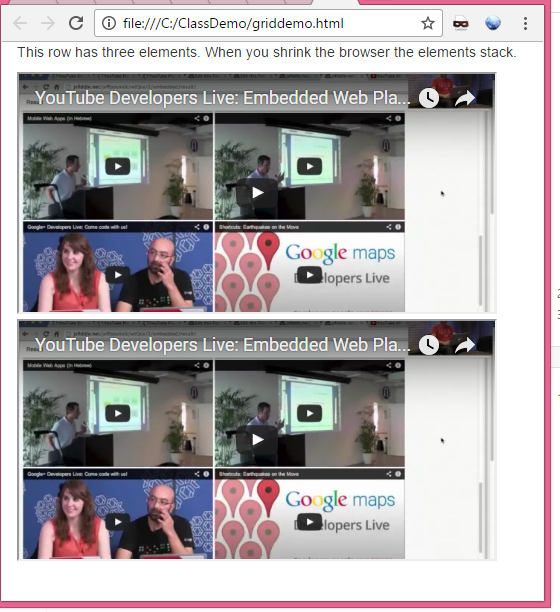 file:///C:/ClassDemo/griddemo.html
This row has three elements. When you shrink the browser the elements stack.
YouTube Developers Live: Embedded Web Pla...
Mobile Web Apps (in Hebrew)
Google+ Developers Live: Come code with us!
Shortcuts: Earthquakes on the Move
Google maps
Developers Live
YouTube Developers Live: Embedded Web Pla...
Mobile Web Apps (in Hebrew)
Google+ Developers Live: Come code with us!
Shortcuts: Earthquakes on the Move
Google maps
Developers Live